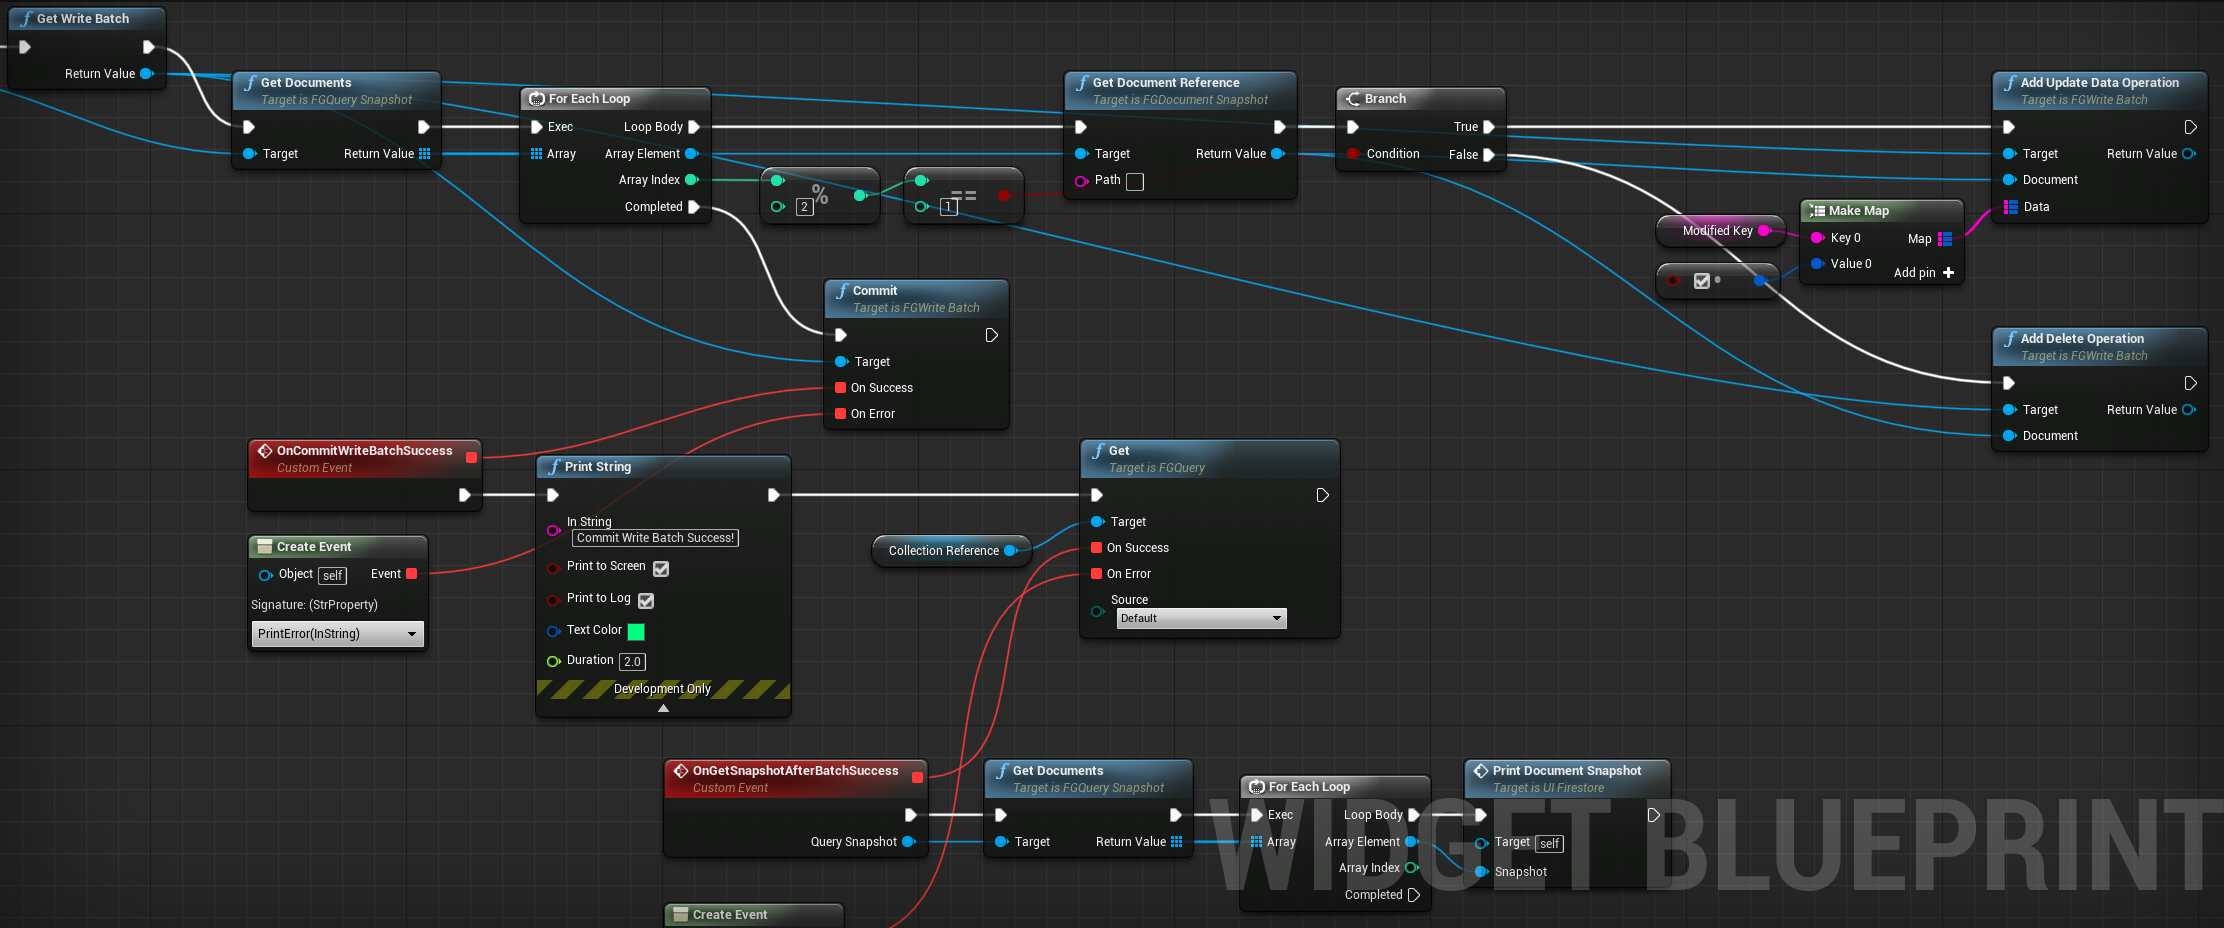 Get Write Batch
Return Value
Get Documents
Target is FGQuery Snapshot
Target
Return Value
For Each Loop
Exec
Loop Body
Array
Array Element
Array Index
Completed
%
2
==
1
Get Document Reference
Target is FGDocument Snapshot
Target
Return Value
Path
Branch
True
Condition
False
Add Update Data Operation
Target is FGWrite Batch
Target
Return Value
Document
Data
Modified Key
Make Map
Key 0
Map
Value 0
Add pin
Commit
Target is FGWrite Batch
Target
On Success
On Error
Add Delete Operation
Target is FGWrite Batch
Target
Return Value
Document
OnCommitWriteBatchSuccess
Custom Event
Create Event
Object
self
Event
Signature: (StrProperty)
PrintError(InString)
Print String
In String
Commit Write Batch Success!
Print to Screen
Print to Log
Text Color
Duration
2.0
Development Only
Collection Reference
Get
Target is FGQuery
Target
On Success
On Error
Source
Default
OnGetSnapshotAfterBatchSuccess
Custom Event
Query Snapshot
Get Documents
Target is FGQuery Snapshot
Target
Return Value
For Each Loop
Exec
Loop Body
Array
Array Element
Array Index
Completed
Print Document Snapshot
Target is UI Firestore
Target
self
Snapshot
Create Event
WIDGET BLUEPRINT